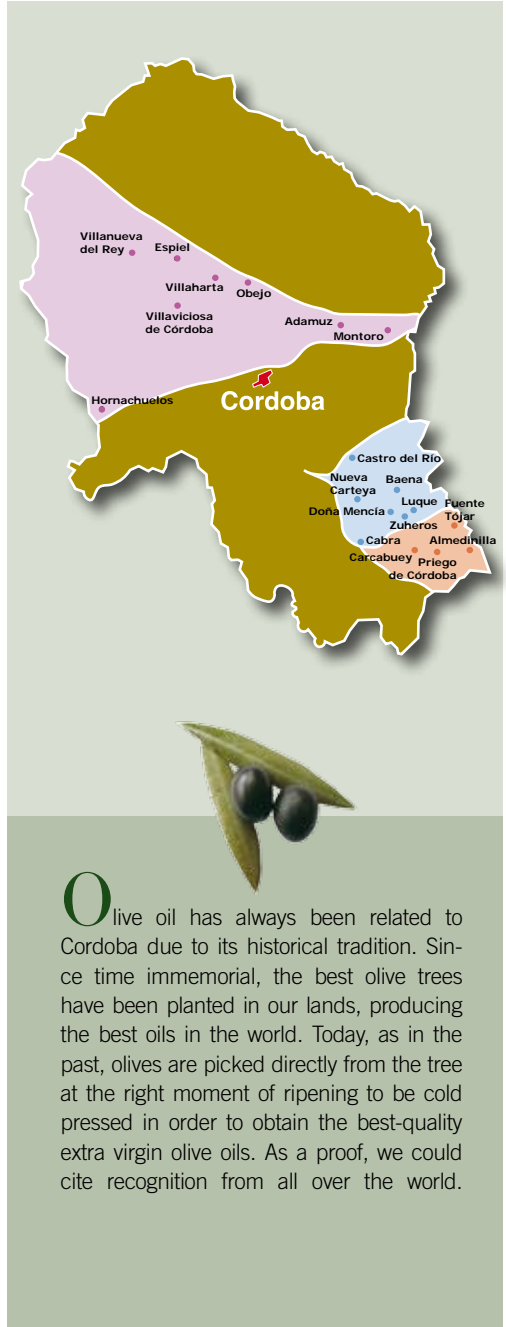 Villanueva
del Rey
Espiel
Villaharta
Obejo
Villaviciosa
de Córdoba
Adamuz
Montoro
Hornachuelos
Cordoba
Castro del Río
Nueva
Carteya
Baena
Luque
Fuente
Tójar
Doña Mencía
Zuheros
Cabra
Almedinilla
Carcabuey
Priego
de Córdoba
Olive oil has always been related to
Cordoba due to its historical tradition. Sin-
ce time immemorial, the best olive trees
have been planted in our lands, producing
the best oils in the world. Today, as in the
past, olives are picked directly from the tree
at the right moment of ripening to be cold
pressed in order to obtain the best-quality
extra virgin olive oils. As a proof, we could
cite recognition from all over the world.